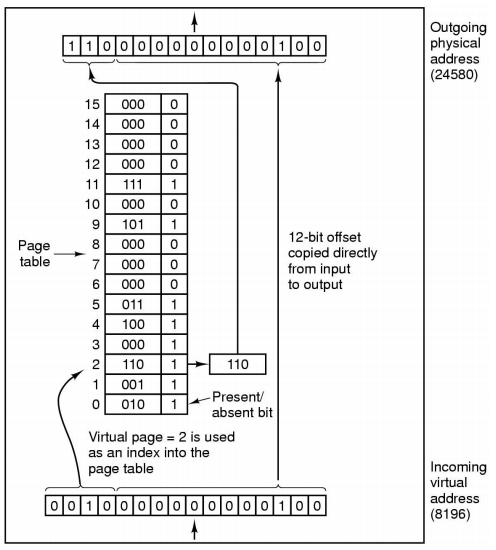 1 1 0 0 0 0 0 0 0 0 0 0 1 0 0
Outgoing
physical
address
(24580)
15 000 0
14 000 0
13 000 0
12 000 0
11 111 1
10 000 0
9 101 1
8 000 0
7 000 0
6 000 0
5 011 1
4 100 1
3 000 1
2 110 1
1 001 1
0 010 1
Page
table
110
12-bit offset
copied directly
from input
to output
Present/
absent bit
Virtual page = 2 is used
as an index into the
page table
0 0 1 0 0 0 0 0 0 0 0 0 0 1 0 0
Incoming
virtual
address
(8196)